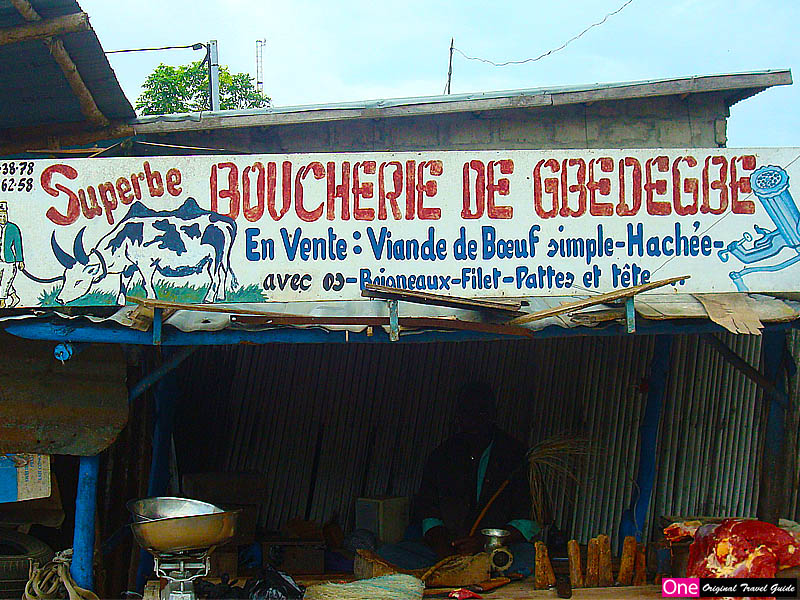 -38-78
62-58
Superbe BOUCHERIE DE GBEDEGBE
En Vente : Viande de Bœuf simple-Hachée-
avec os- Roigneaux-Filet-Pattes et tête
One Original Travel Guide